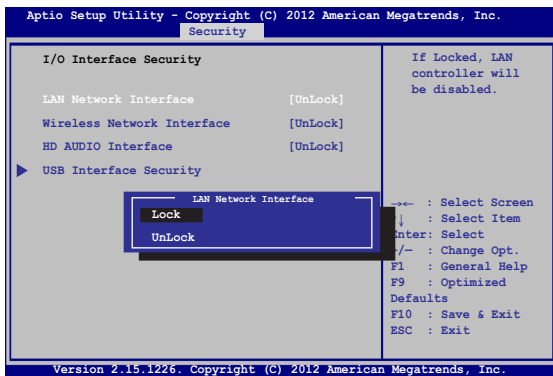 Aptio Setup Utility - Copyright (C) 2012 American Megatrends, Inc.
Security
I/O Interface Security
LAN Network Interface [UnLock]
Wireless Network Interface [UnLock]
HD AUDIO Interface [UnLock]
USB Interface Security
LAN Network Interface
Lock
UnLock
If Locked, LAN
controller will
be disabled.
→← : Select Screen
↓ : Select Item
Enter: Select
/— : Change Opt.
F1 : General Help
F9 : Optimized
Defaults
F10 : Save & Exit
ESC : Exit
Version 2.15.1226. Copyright (C) 2012 American Megatrends, Inc.